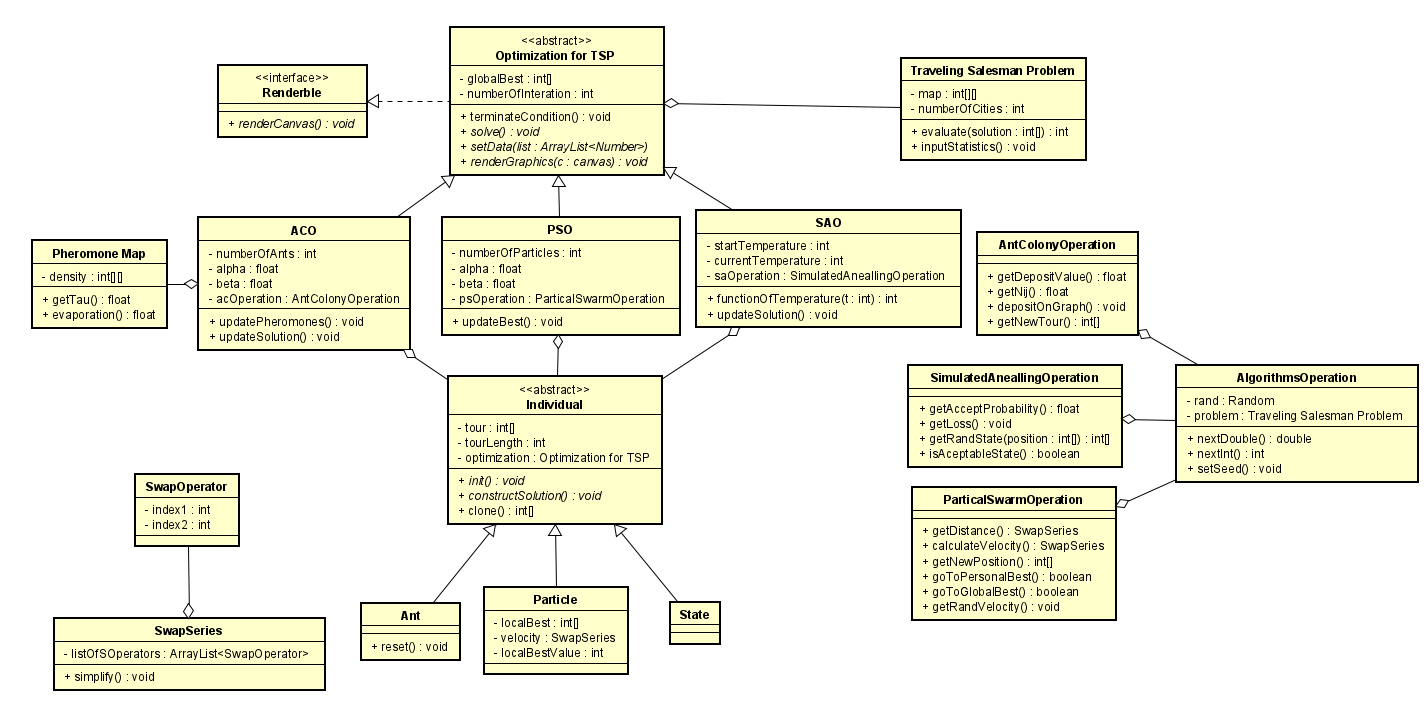 <<abstract>>
Optimization for TSP
- globalBest : int[]
- numberOfInteration : int
+ terminateCondition() : void
+ solve() : void
+ setData(list : ArrayList<Number>)
+ renderGraphics(c : canvas) : void
<<interface>>
Renderble
+ renderCanvas() : void
Traveling Salesman Problem
- map : int[][]
- numberOfCities : int
+ evaluate(solution : int[]) : int
+ inputStatistics() : void
Pheromone Map
- density : int[][]
+ getTau() : float
+ evaporation() : float
ACO
- numberOfAnts : int
- alpha : float
- beta : float
- acOperation : AntColonyOperation
+ updatePheromones() : void
+ updateSolution() : void
PSO
- numberOfParticles : int
- alpha : float
- beta : float
- psOperation : ParticalSwarmOperation
+ updateBest() : void
SAO
- startTemperature : int
- currentTemperature : int
- saOperation : SimulatedAneallingOperation
+ functionOfTemperature(t : int) : int
+ updateSolution() : void
AntColonyOperation
+ getDepositValue() : float
+ getNij() : float
+ depositOnGraph() : void
+ getNewTour() : int[]
SimulatedAneallingOperation
+ getAcceptProbability() : float
+ getLoss() : void
+ getRandState(position : int[]) : int[]
+ isAceptableState() : boolean
AlgorithmsOperation
- rand : Random
- problem : Traveling Salesman Problem
+ nextDouble() : double
+ nextInt() : int
+ setSeed() : void
ParticalSwarmOperation
+ getDistance() : SwapSeries
+ calculateVelocity() : SwapSeries
+ getNewPosition() : int[]
+ goToPersonalBest() : boolean
+ goToGlobalBest() : boolean
+ getRandVelocity() : void
<<abstract>>
Individual
- tour : int[]
- tourLength : int
- optimization : Optimization for TSP
+ init() : void
+ constructSolution() : void
+ clone() : int[]
SwapOperator
- index1 : int
- index2 : int
SwapSeries
- listOfSOperators : ArrayList<SwapOperator>
+ simplify() : void
Ant
+ reset() : void
Particle
- localBest : int[]
- velocity : SwapSeries
- localBestValue : int
State